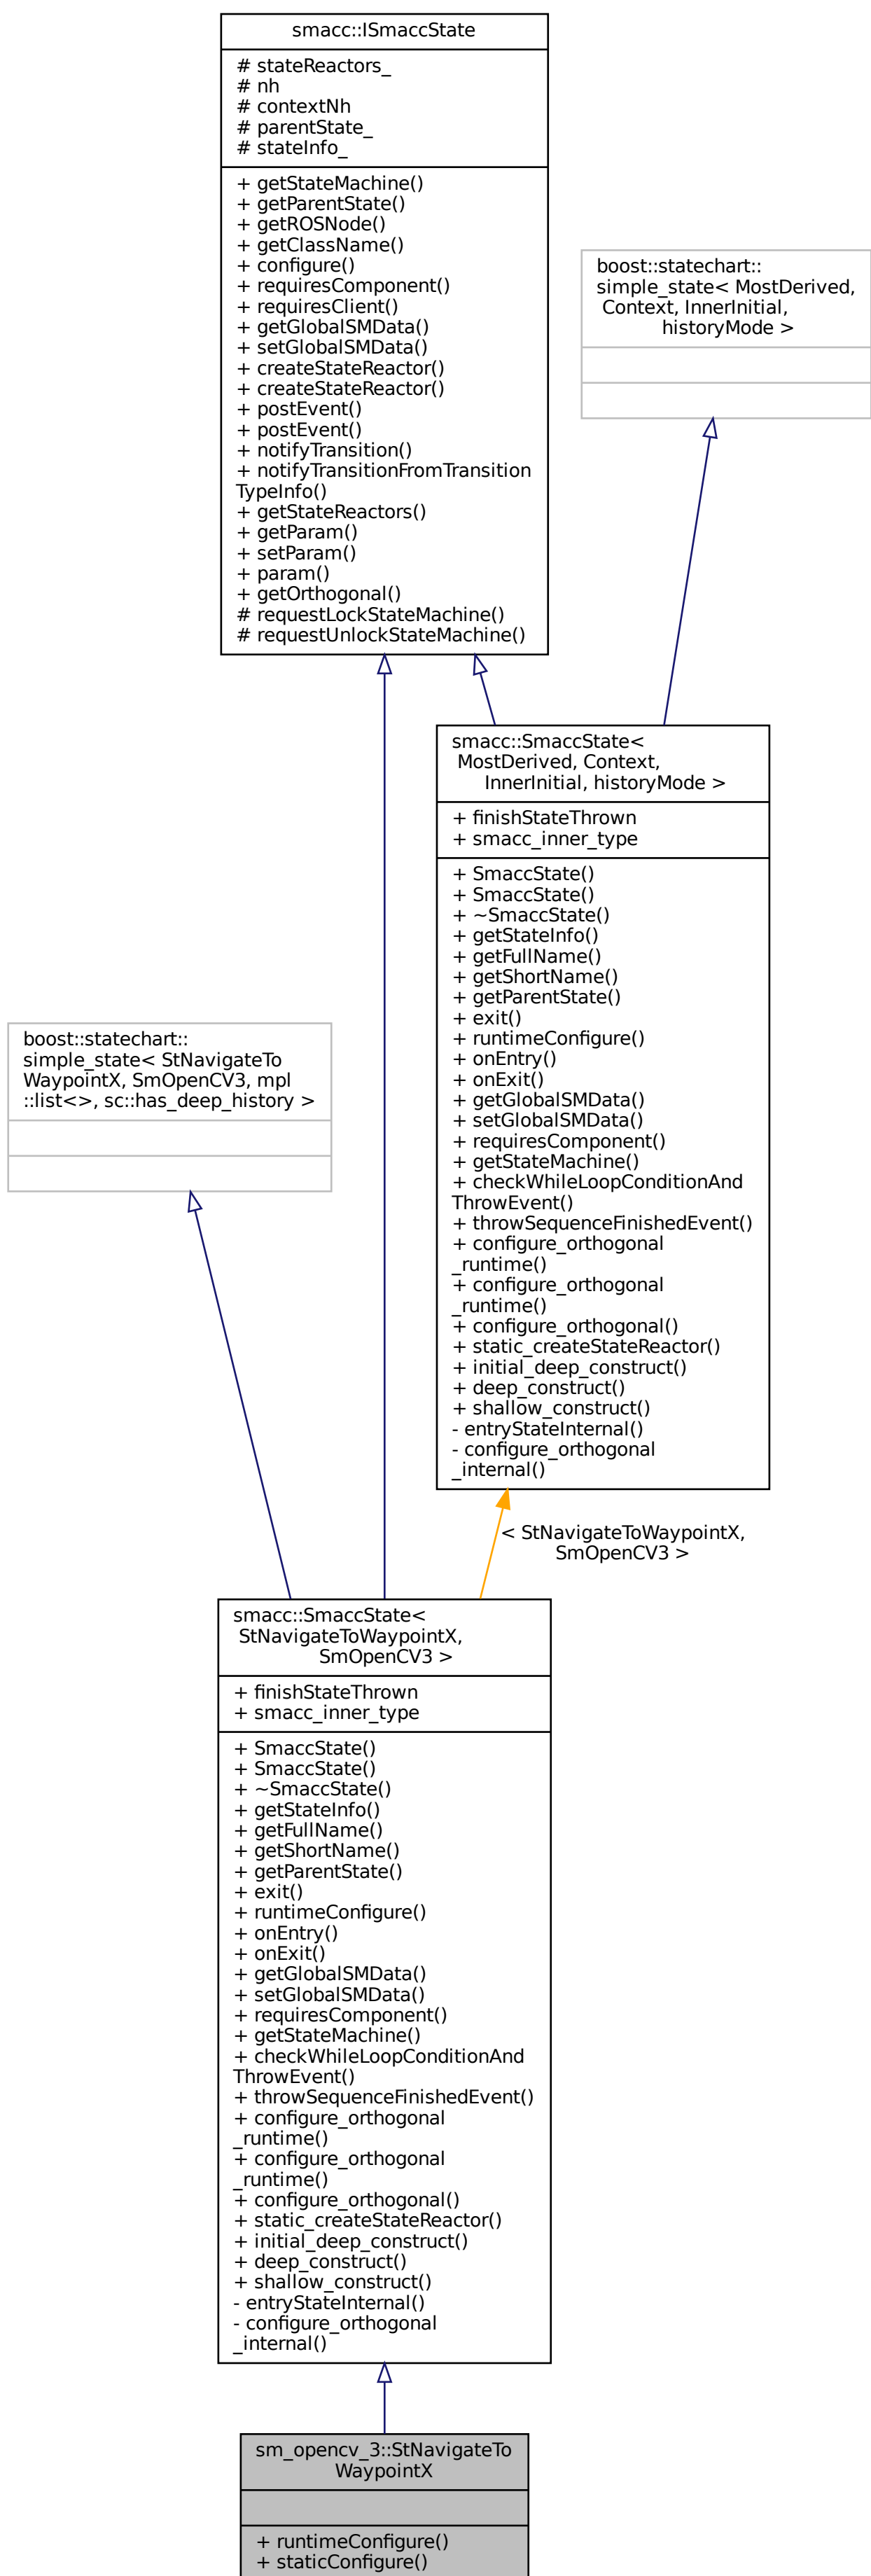 smacc::ISmaccState
# stateReactors_
# nh
# contextNh
# parentState_
# stateInfo_
+ getStateMachine()
+ getParentState()
+ getROSNode()
+ getClassName()
+ configure()
+ requiresComponent()
+ requiresClient()
+ getGlobalSMData()
+ setGlobalSMData()
+ createStateReactor()
+ createStateReactor()
+ postEvent()
+ postEvent()
+ notifyTransition()
+ notifyTransitionFromTransition
TypeInfo()
+ getStateReactors()
+ getParam()
+ setParam()
+ param()
+ getOrthogonal()
# requestLockStateMachine()
# requestUnlockStateMachine()
boost::statechart::
simple_state< MostDerived,
Context, InnerInitial,
historyMode >
smacc::SmaccState<
MostDerived, Context,
InnerInitial, historyMode >
+ finishStateThrown
+ smacc_inner_type
+ SmaccState()
+ SmaccState()
+ ~SmaccState()
+ getStateInfo()
+ getFullName()
+ getShortName()
+ getParentState()
+ exit()
+ runtimeConfigure()
+ onEntry()
+ onExit()
+ getGlobalSMData()
+ setGlobalSMData()
+ requiresComponent()
+ getStateMachine()
+ checkWhileLoopConditionAnd
ThrowEvent()
+ throwSequenceFinishedEvent()
+ configure_orthogonal
_runtime()
+ configure_orthogonal
_runtime()
+ configure_orthogonal()
+ static_createStateReactor()
+ initial_deep_construct()
+ deep_construct()
+ shallow_construct()
- entryStateInternal()
- configure_orthogonal
_internal()
boost::statechart::
simple_state< StNavigateTo
WaypointX, SmOpenCV3, mpl
::list<>, sc::has_deep_history >
< StNavigateToWaypointX,
SmOpenCV3 >
smacc::SmaccState<
StNavigateToWaypointX,
SmOpenCV3 >
+ finishStateThrown
+ smacc_inner_type
+ SmaccState()
+ SmaccState()
+ ~SmaccState()
+ getStateInfo()
+ getFullName()
+ getShortName()
+ getParentState()
+ exit()
+ runtimeConfigure()
+ onEntry()
+ onExit()
+ getGlobalSMData()
+ setGlobalSMData()
+ requiresComponent()
+ getStateMachine()
+ checkWhileLoopConditionAnd
ThrowEvent()
+ throwSequenceFinishedEvent()
+ configure_orthogonal
_runtime()
+ configure_orthogonal
_runtime()
+ configure_orthogonal()
+ static_createStateReactor()
+ initial_deep_construct()
+ deep_construct()
+ shallow_construct()
- entryStateInternal()
- configure_orthogonal
_internal()
sm_opencv_3::StNavigateTo
WaypointX
+ runtimeConfigure()
+ staticConfigure()